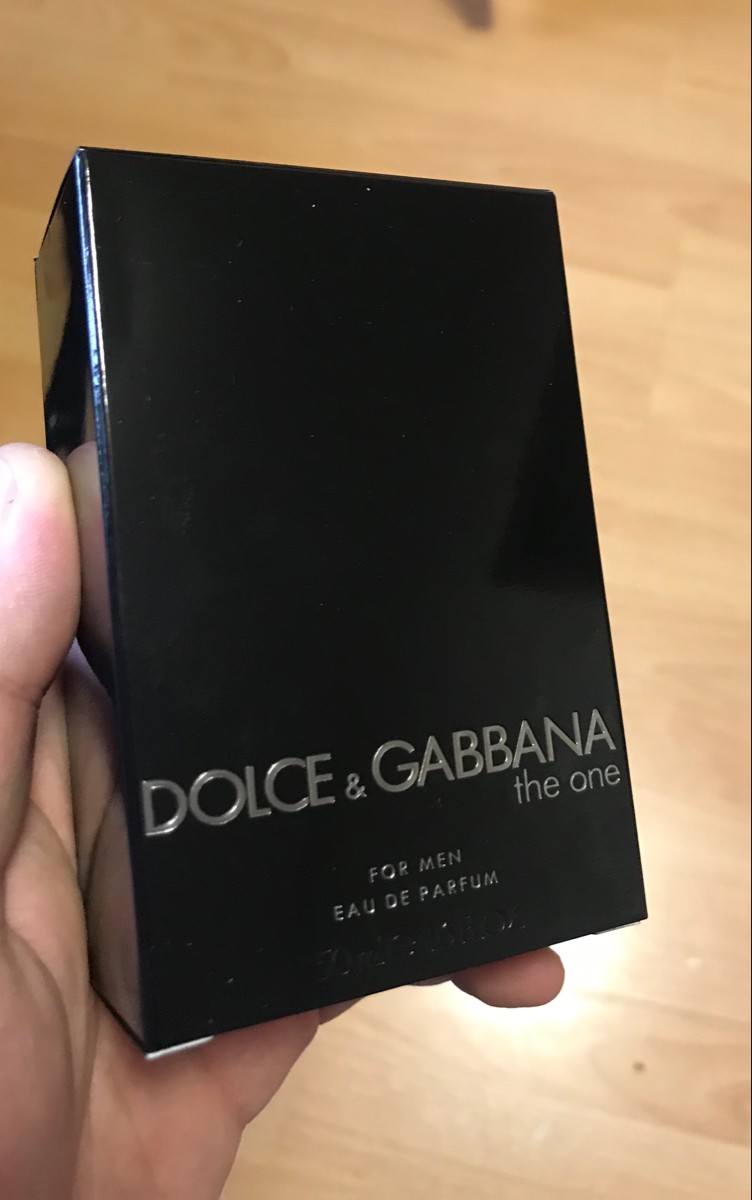 DOLCE & GABBANA
the one
FOR MEN
EAU DE PARFUM